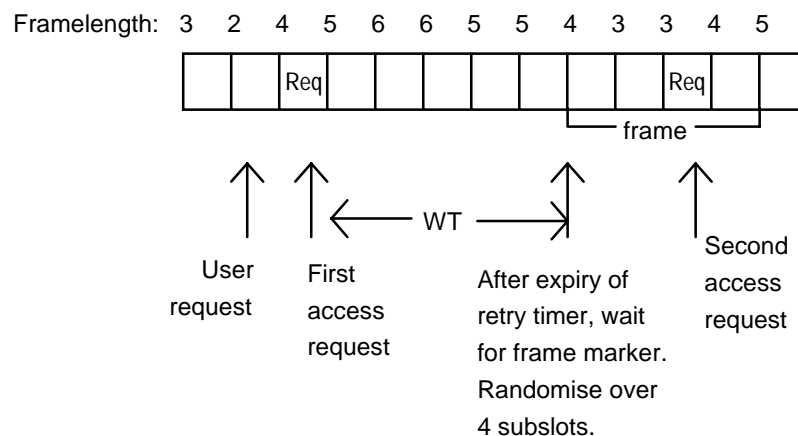 Framelength: 3 2 4 5 6 6 5 5 4 3 3 4 5
Req Req
frame
WT
User
request
First
access
request
After expiry of
retry timer, wait
for frame marker.
Randomise over
4 subslots.
Second
access
request